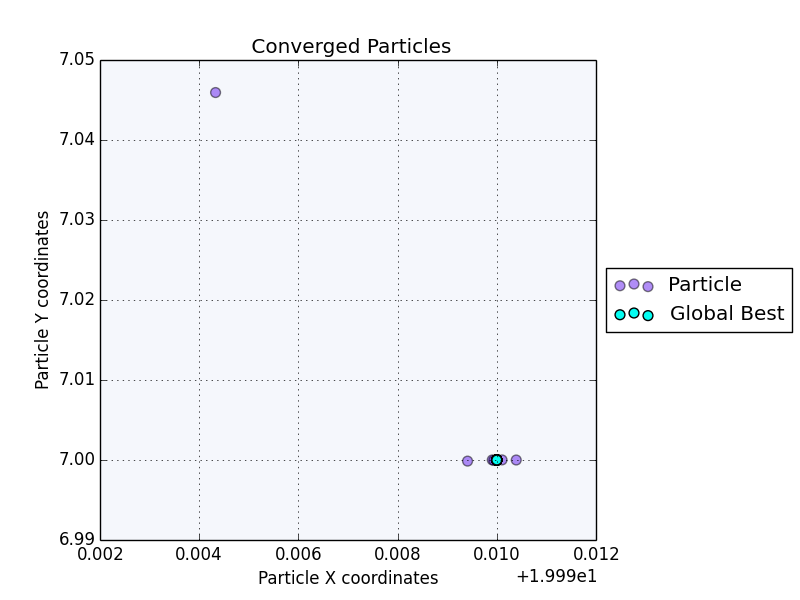 Converged Particles
7.05
7.04
7.03
7.02
7.01
7.00
6.99
Particle Y coordinates
0.002 0.004 0.006 0.008 0.010 0.012
+1.999e1
Particle X coordinates
Particle
Global Best